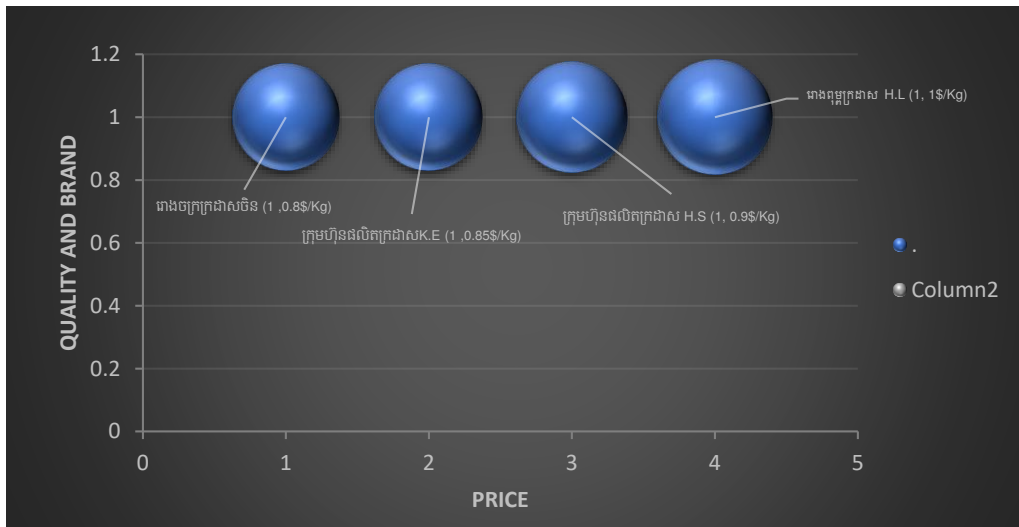 1.2
1
0.8
0.6
0.4
0.2
0
QUALITY AND BRAND
រោងពុម្ពក្រដាស H.L (1, 1$/Kg)
រោងចក្រក្រដាសចិន (1 ,0.8$/Kg)
ក្រុមហ៊ុនផលិតក្រដាស H.S (1, 0.9$/Kg)
ក្រុមហ៊ុនផលិតក្រដាសK.E (1 ,0.85$/Kg)
.
Column2
0 1 2 3 4 5
PRICE